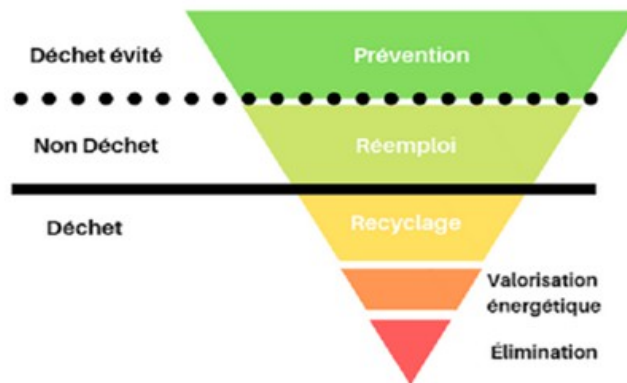 Déchet évité
Prévention
Non Déchet
Réemploi
Déchet
Recyclage
Valorisation
énergétique
Élimination